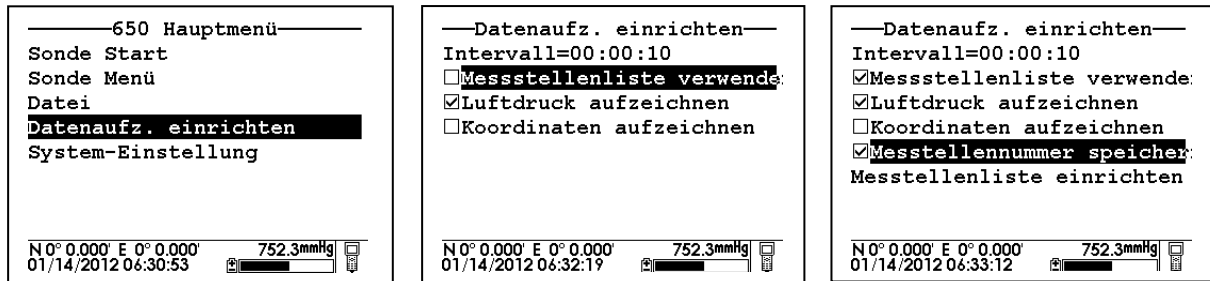 650 Hauptmenü
Sonde Start
Sonde Menü
Datei
Datenaufz. einrichten
System-Einstellung
N 0° 0.000' E 0° 0.000' 752.3mmHg
01/14/2012 06:30:53
Datenaufz. einrichten
Intervall=00:00:10
Messstellenliste verwende
Luftdruck aufzeichnen
Koordinaten aufzeichnen
N 0° 0.000' E 0° 0.000' 752.3mmHg
01/14/2012 06:32:19
Datenaufz. einrichten
Intervall=00:00:10
Messstellenliste verwende
Luftdruck aufzeichnen
Koordinaten aufzeichnen
Messtellennummer speicher
Messtellenliste einrichten
N 0° 0.000' E 0° 0.000' 752.3mmHg
01/14/2012 06:33:12